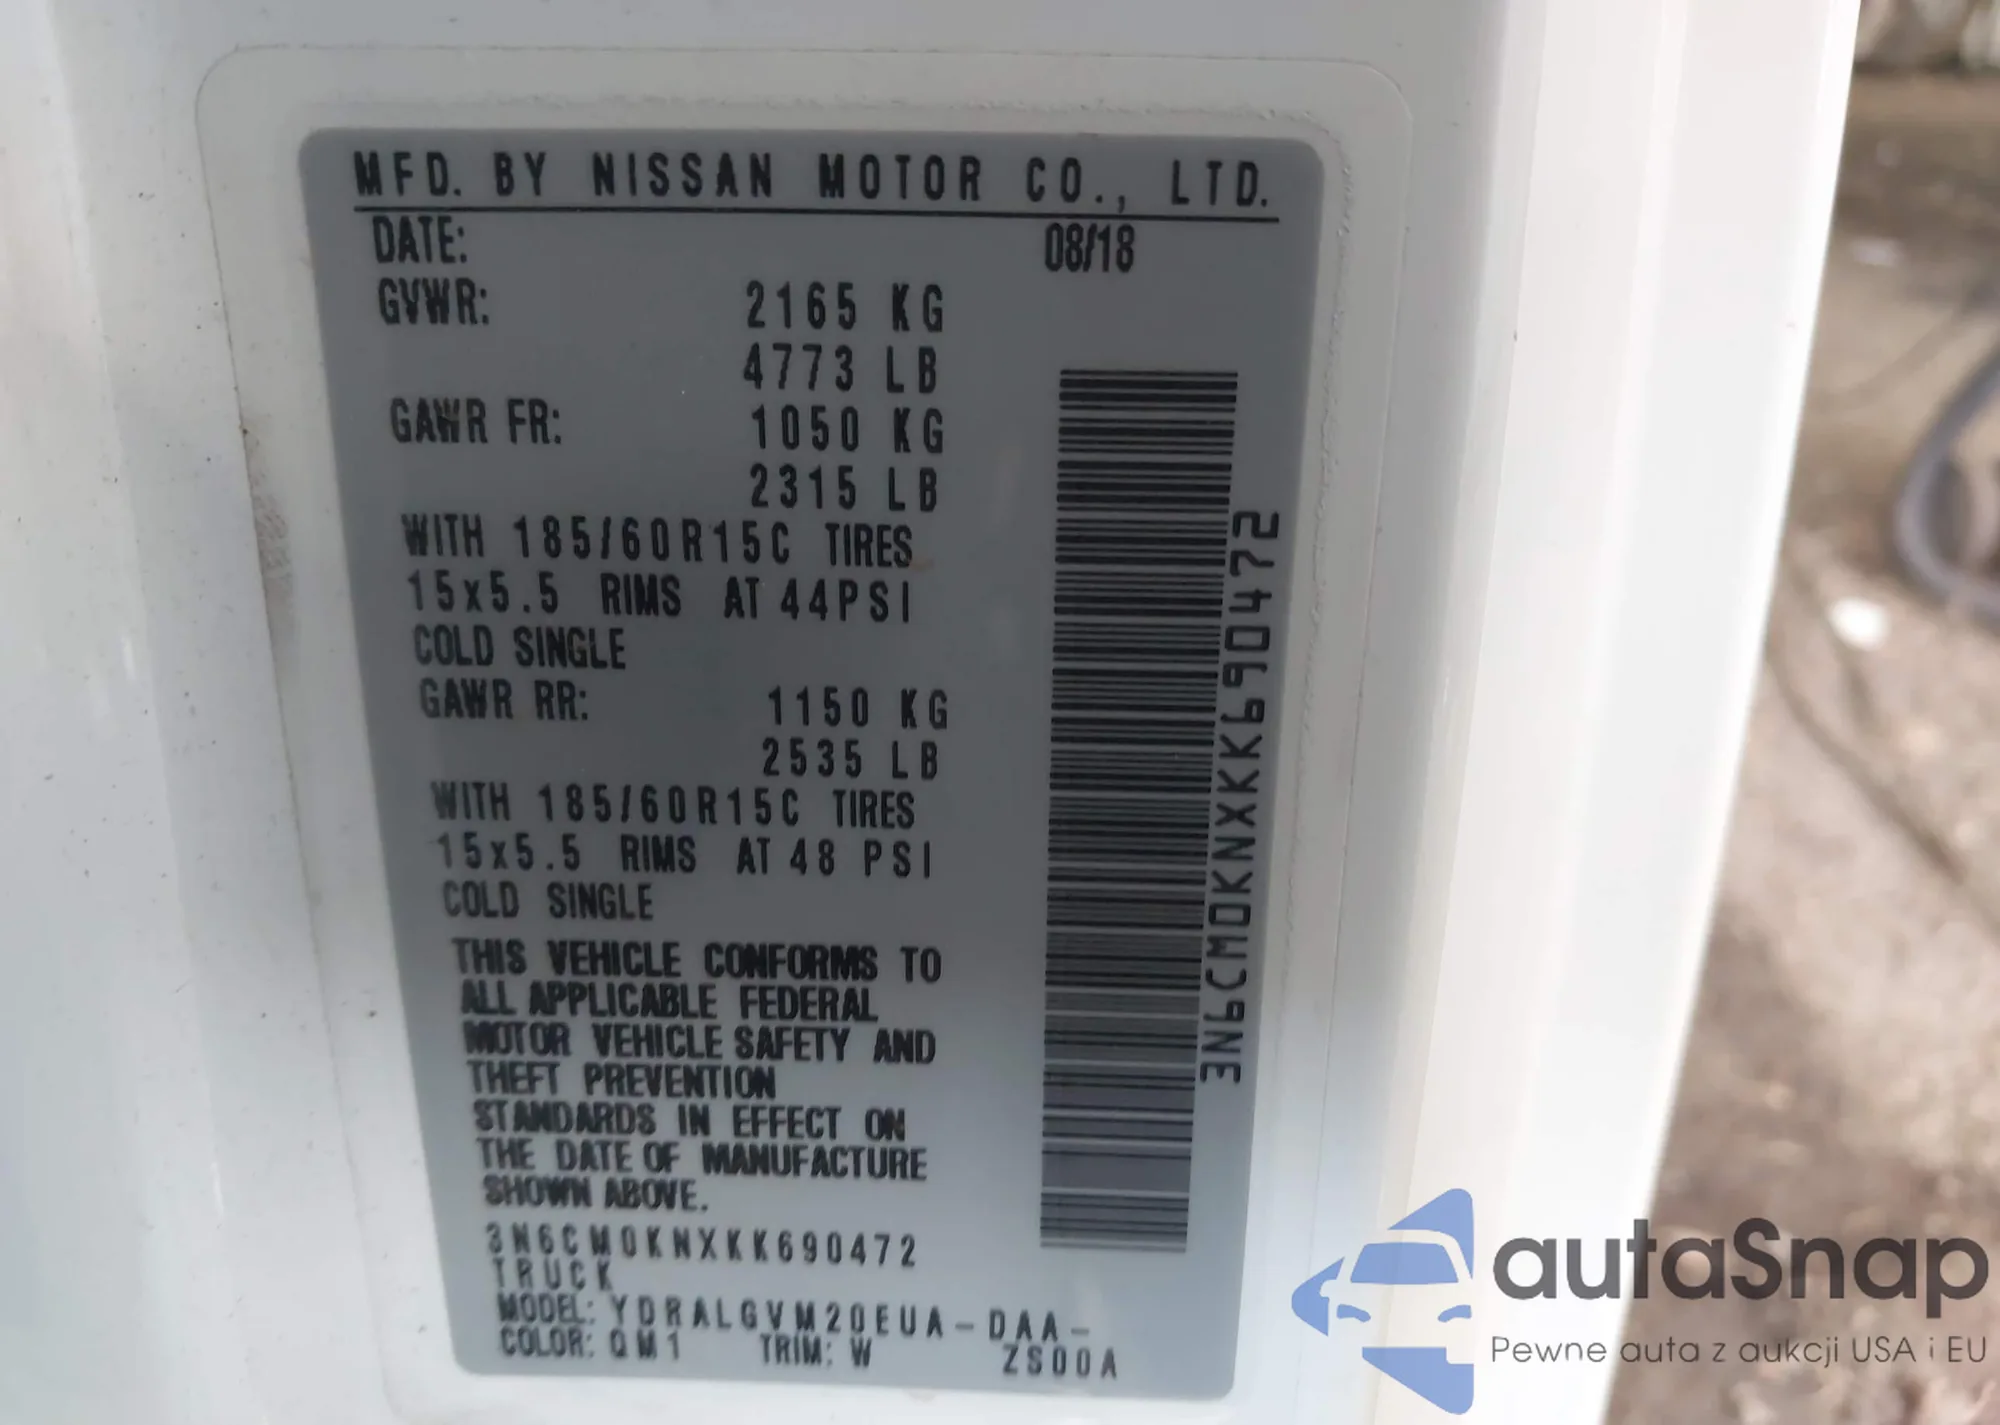 MFD. BY NISSAN MOTOR CO., LTD.
DATE: 08/18
GVWR: 2165 KG
4773 LB
GAWR FR: 1050 KG
2315 LB
WITH 185/60R15C TIRES
15x5.5 RIMS AT 44PSI
COLD SINGLE
GAWR RR: 1150 KG
2535 LB
WITH 185/60R15C TIRES
15x5.5 RIMS AT 48 PSI
COLD SINGLE
THIS VEHICLE CONFORMS TO
ALL APPLICABLE FEDERAL
MOTOR VEHICLE SAFETY AND
THEFT PREVENTION
STANDARDS IN EFFECT ON
THE DATE OF MANUFACTURE
SHOWN ABOVE.
3N6CM0KNXKK690472
TRUCK
MODEL: YDRALGVM20EUA-DAA-
COLOR: QM1 TRIM: W ZS00A
3N6CM0KNXKK690472
autaSnap
Pewne auta z aukcji USA i EU